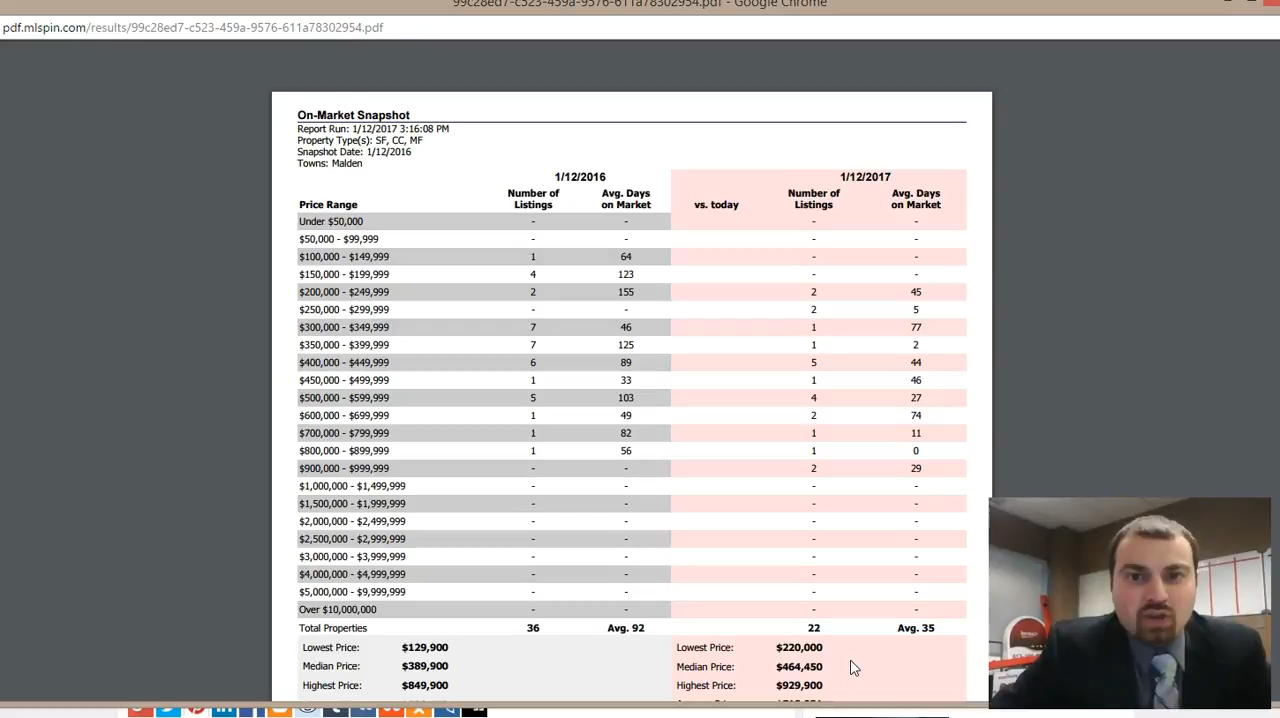 99c28ed7-c523-459a-9576-611a78302954.pdf - Google Chrome
pdf.mlspin.com/results/99c28ed7-c523-459a-9576-611a78302954.pdf
On-Market Snapshot
Report Run: 1/12/2017 3:16:08 PM
Property Type(s): SF, CC, MF
Snapshot Date: 1/12/2016
Towns: Malden
1/12/2016 1/12/2017
Number of Avg. Days Number of Avg. Days
Price Range Listings on Market vs. today Listings on Market
Under $50,000 - - - -
$50,000 - $99,999 - - - -
$100,000 - $149,999 1 64 - -
$150,000 - $199,999 4 123 - -
$200,000 - $249,999 2 155 2 45
$250,000 - $299,999 - - 2 5
$300,000 - $349,999 7 46 1 77
$350,000 - $399,999 7 125 1 2
$400,000 - $449,999 6 89 5 44
$450,000 - $499,999 1 33 1 46
$500,000 - $599,999 5 103 4 27
$600,000 - $699,999 1 49 2 74
$700,000 - $799,999 1 82 1 11
$800,000 - $899,999 1 56 1 0
$900,000 - $999,999 - - 2 29
$1,000,000 - $1,499,999 - - - -
$1,500,000 - $1,999,999 - - - -
$2,000,000 - $2,499,999 - - - -
$2,500,000 - $2,999,999 - - - -
$3,000,000 - $3,999,999 - - - -
$4,000,000 - $4,999,999 - - - -
$5,000,000 - $9,999,999 - - - -
Over $10,000,000 - - - -
Total Properties 36 Avg. 92 22 Avg. 35
Lowest Price: $129,900 Lowest Price: $220,000
Median Price: $389,900 Median Price: $464,450
Highest Price: $849,900 Highest Price: $929,900